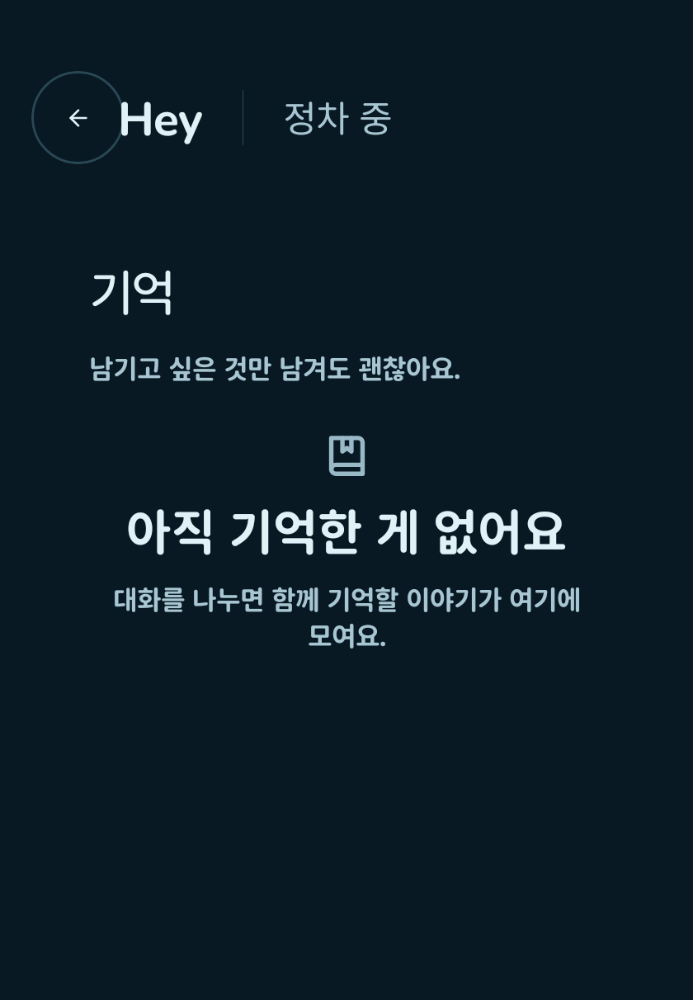 Hey
정차 중
기억
남기고 싶은 것만 남겨도 괜찮아요.
아직 기억한 게 없어요
대화를 나누면 함께 기억할 이야기가 여기에
모여요.